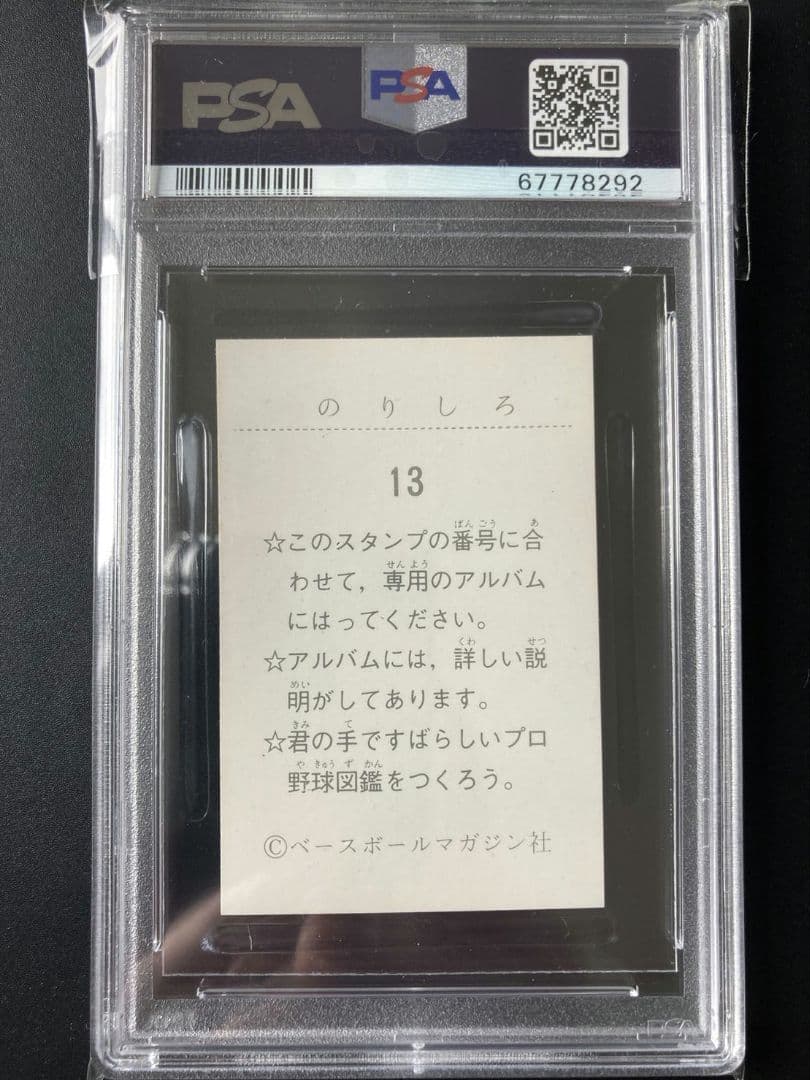 PSA
PSA
67778292
のりしろ
13
☆このスタンプの番号に合
わせて，専用のアルバム
にはってください。
☆アルバムには，詳しい説
明がしてあります。
☆君の手ですばらしいプロ
野球図鑑をつくろう。
©ベースボールマガジン社
PSA